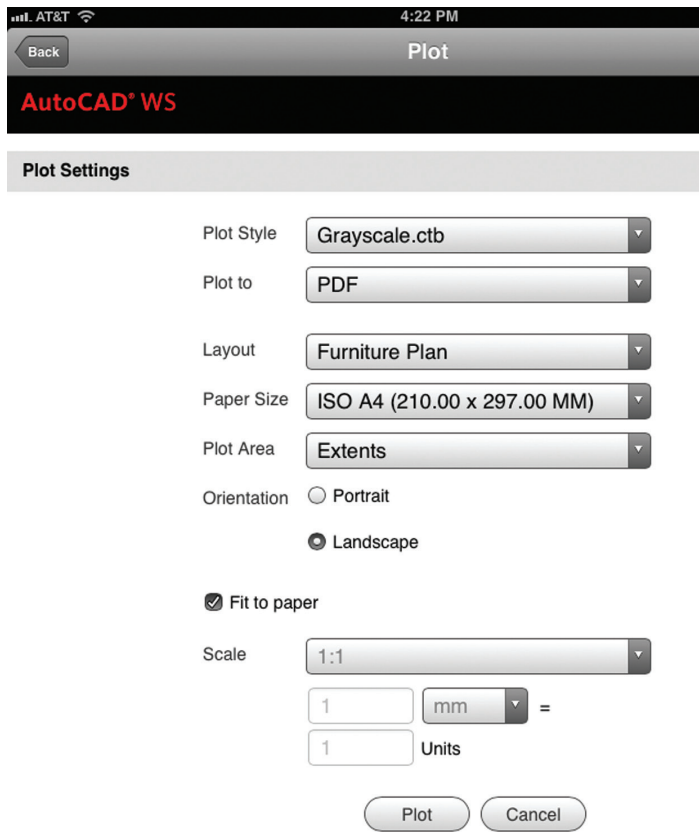 AT&T 4:22 PM
Back Plot
AutoCAD® WS
Plot Settings
Plot Style Grayscale.ctb
Plot to PDF
Layout Furniture Plan
Paper Size ISO A4 (210.00 x 297.00 MM)
Plot Area Extents
Orientation Portrait
Landscape
Fit to paper
Scale 1:1
1 mm =
1 Units
Plot Cancel